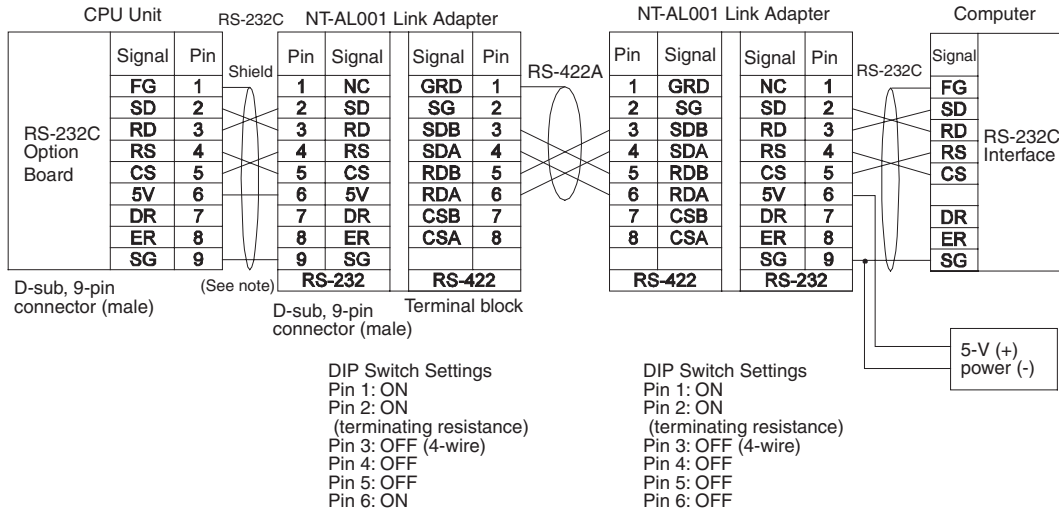 CPU Unit RS-232C NT-AL001 Link Adapter NT-AL001 Link Adapter Computer
Signal Pin Pin Signal Signal Pin Pin Signal Signal Pin Signal
Shield RS-422A RS-232C
FG 1 1 NC GRD 1 1 GRD NC 1 FG
SD 2 2 SD SG 2 2 SG SD 2 SD
RD 3 3 RD SDB 3 3 SDB RD 3 RD
RS 4 4 RS SDA 4 4 SDA RS 4 RS
CS 5 5 CS RDB 5 5 RDB CS 5 CS
5V 6 6 5V RDA 6 6 RDA 5V 6
DR 7 7 DR CSB 7 7 CSB DR 7 DR
ER 8 8 ER CSA 8 8 CSA ER 8 ER
SG 9 9 SG SG 9 SG
RS-232C
Option
Board
RS-232C
Interface
RS-232 RS-422 RS-422 RS-232
D-sub, 9-pin
connector (male)
(See note)
D-sub, 9-pin
connector (male)
Terminal block
5-V (+)
power (-)
DIP Switch Settings
Pin 1: ON
Pin 2: ON
(terminating resistance)
Pin 3: OFF (4-wire)
Pin 4: OFF
Pin 5: OFF
Pin 6: ON
DIP Switch Settings
Pin 1: ON
Pin 2: ON
(terminating resistance)
Pin 3: OFF (4-wire)
Pin 4: OFF
Pin 5: OFF
Pin 6: OFF